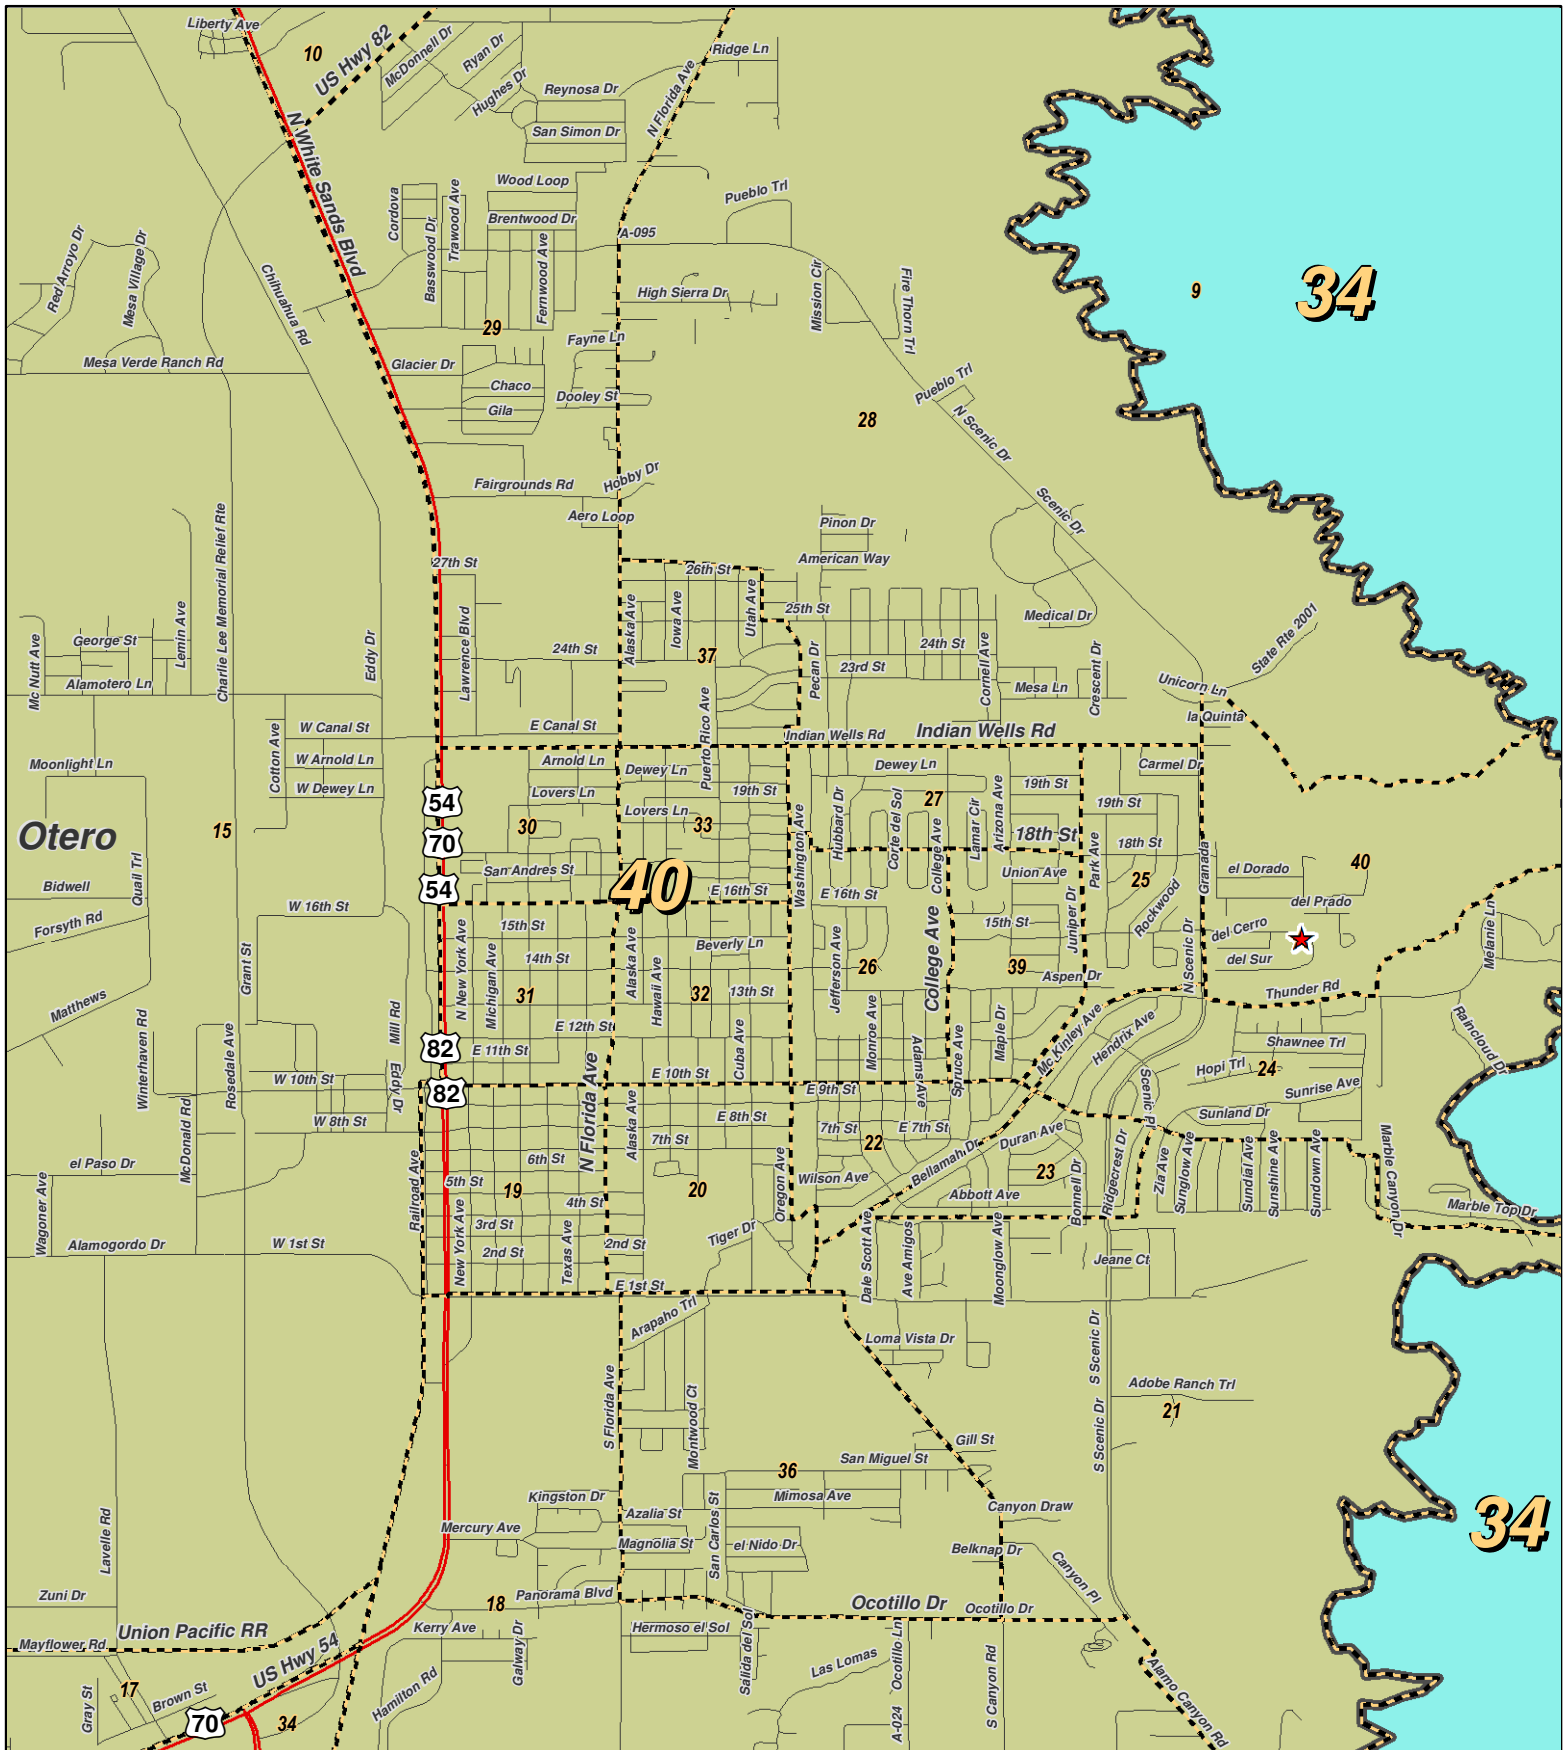 Liberty Ave
10
US Hwy 82
McDonnell Dr
Ryan Dr
Hughes Dr
Ridge Ln
N Florida Ave
Reynosa Dr
San Simon Dr
N White Sands Blvd
Wood Loop
Brentwood Dr
Cordova
Basswood Dr
Trawood Ave
Fernwood Ave
Pueblo Trl
A-095
Red Arroyo Dr
Mesa Village Dr
Chihuahua Rd
High Sierra Dr
Mission Cir
Fire Thorn Trl
9
34
29
Fayne Ln
Mesa Verde Ranch Rd
Glacier Dr
Chaco
Gila
Dooley St
Pueblo Trl
N Scenic Dr
28
Fairgrounds Rd
Hobby Dr
Aero Loop
Scenic Dr
Pinon Dr
American Way
Charlie Lee Memorial Relief Rte
27th St
26th St
25th St
Utah Ave
Iowa Ave
Alaska Ave
Lawrence Blvd
Medical Dr
State Rte 2001
Mc Nutt Ave
George St
Lemin Ave
Eddy Dr
24th St
37
Pecan Dr
24th St
23rd St
Cornell Ave
Mesa Ln
Crescent Dr
Unicorn Ln
la Quinta
Alamotero Ln
Cotton Ave
W Canal St
E Canal St
Puerto Rico Ave
Indian Wells Rd
Indian Wells Rd
Moonlight Ln
W Arnold Ln
W Dewey Ln
Arnold Ln
Dewey Ln
Dewey Ln
Carmel Dr
Lovers Ln
19th St
19th St
19th St
54
70
54
Otero
15
30
Lovers Ln
33
Washington Ave
Hubbard Dr
Corte del Sol
27
College Ave
Lamar Cir
Arizona Ave
18th St
Park Ave
18th St
Granada
el Dorado
40
Quail Trl
San Andres St
40
E 16th St
E 16th St
Union Ave
25
Rockwood
del Prado
Bidwell
W 16th St
Forsyth Rd
New York Ave
Michigan Ave
15th St
14th St
Alaska Ave
Hawaii Ave
Beverly Ln
Jefferson Ave
College Ave
15th St
Juniper Dr
del Cerro
del Sur
Melanie Ln
Grant St
26
39
Aspen Dr
N Scenic Dr
Thunder Rd
Matthews
31
32
13th St
Mill Rd
Winterhaven Rd
Rosedale Ave
82
E 12th St
E 11th St
Cuba Ave
Monroe Ave
Adams Ave
Spruce Ave
Maple Dr
Mc Kinley Ave
Hendrix Ave
Shawnee Trl
Raincloud Dr
Hopi Trl
24
Sunrise Ave
W 10th St
Eddy Dr
82
N Florida Ave
E 10th St
E 9th St
Scenic Pl
Sunland Dr
McDonald Rd
W 8th St
Alaska Ave
E 8th St
7th St
7th St
22
E 7th St
Bellamah Dr
Duran Ave
el Paso Dr
Railroad Ave
6th St
5th St
19
4th St
20
Oregon Ave
Wilson Ave
23
Abbott Ave
Bonnell Dr
Ridgecrest Dr
Zia Ave
Sunglow Ave
Sundial Ave
Sunshine Ave
Sundown Ave
Marble Canyon Dr
Marble Top Dr
Wagoner Ave
Alamogordo Dr
W 1st St
New York Ave
3rd St
2nd St
Texas Ave
2nd St
Tiger Dr
Dale Scott Ave
Ave Amigos
Moonglow Ave
Jeane Ct
E 1st St
Arapaho Trl
Loma Vista Dr
S Scenic Dr
Adobe Ranch Trl
21
S Florida Ave
Montwood Ct
S Scenic Dr
Gill St
San Miguel St
36
Mimosa Ave
Canyon Draw
34
Kingston Dr
Azalia St
San Carlos St
Mercury Ave
Magnolia St
el Nido Dr
Belknap Dr
Canyon Pl
Lavelle Rd
Zuni Dr
18
Panorama Blvd
Ocotillo Dr
Ocotillo Dr
Union Pacific RR
Mayflower Rd
Kerry Ave
Hermoso el Sol
Salida del Sol
US Hwy 54
Galway Dr
Las Lomas
Ocotillo Ln
S Canyon Rd
Alamo Canyon Rd
Hamilton Rd
17
Gray St
Brown St
70
34
A-024